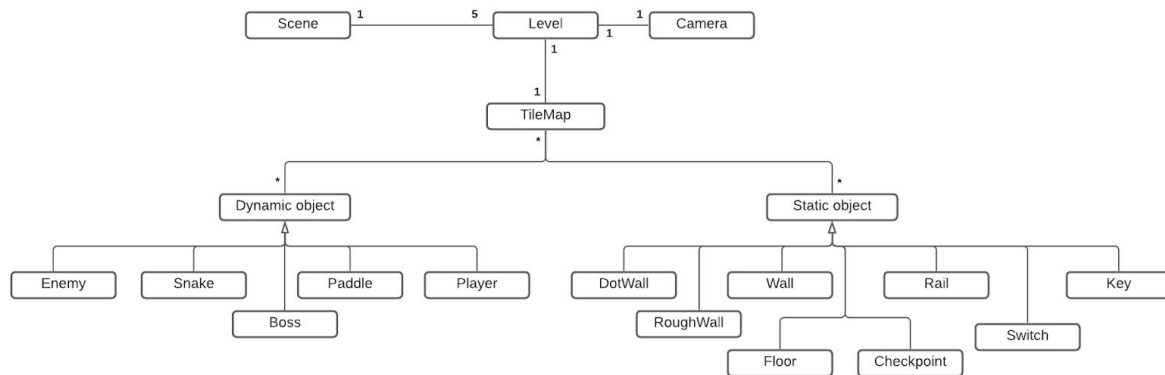 Scene
1
5
Level
1
1
Camera
1
1
TileMap
*
*
*
Dynamic object
Static object
Enemy
Snake
Paddle
Player
DotWall
Wall
Rail
Key
Boss
RoughWall
Switch
Floor
Checkpoint